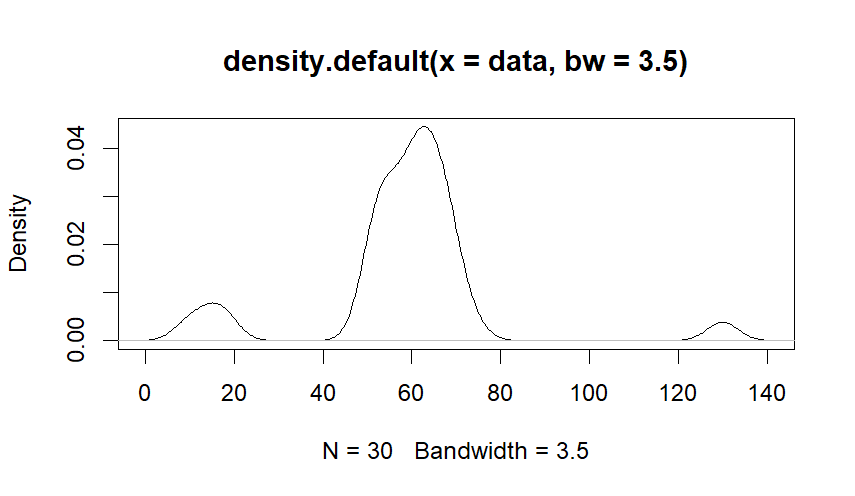 density.default(x = data, bw = 3.5)
Density
0.04
0.02
0.00
0 20 40 60 80 100 120 140
N = 30 Bandwidth = 3.5